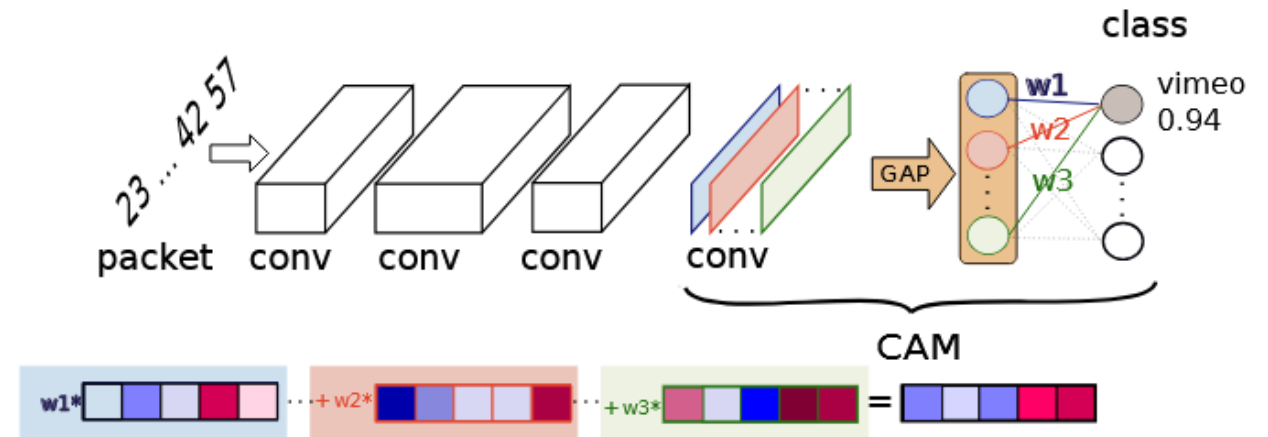 class
23 ... 42 57
packet
conv
conv
conv
conv
GAP
w1
w2
w3
vimeo
0.94
CAM
w1* ... + w2* ... + w3* =